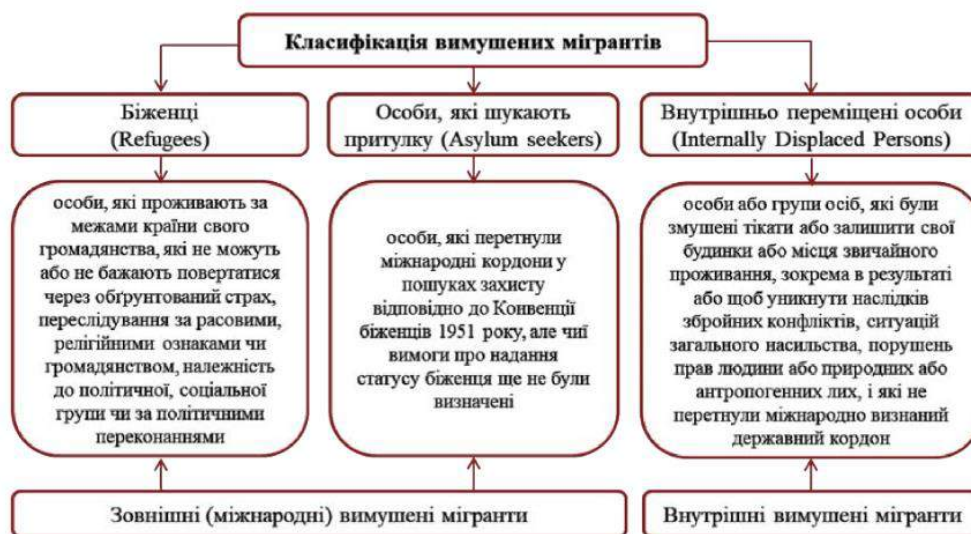 Класифікація вимушених мігрантів
Біженці
(Refugees)
Особи, які шукають
притулку (Asylum seekers)
Внутрішньо переміщені особи
(Internally Displaced Persons)
особи, які проживають за
межами країни свого
громадянства, які не можуть
або не бажають повертатися
через обґрунтований страх,
переслідування за расовими,
релігійними ознаками чи
громадянством, належність
до політичної, соціальної
групи чи за політичними
переконаннями
особи, які перетнули
міжнародні кордони у
пошуках захисту
відповідно до Конвенції
біженців 1951 року, але чиї
вимоги про надання
статусу біженця ще не були
визначені
особи або групи осіб, які були
змушені тікати або залишити свої
будинки або місця звичайного
проживання, зокрема в результаті
або щоб уникнути наслідків
збройних конфліктів, ситуацій
загального насильства, порушень
прав людини або природних або
антропогенних лих, і які не
перетнули міжнародно визнаний
державний кордон
Зовнішні (міжнародні) вимушені мігранти
Внутрішні вимушені мігранти